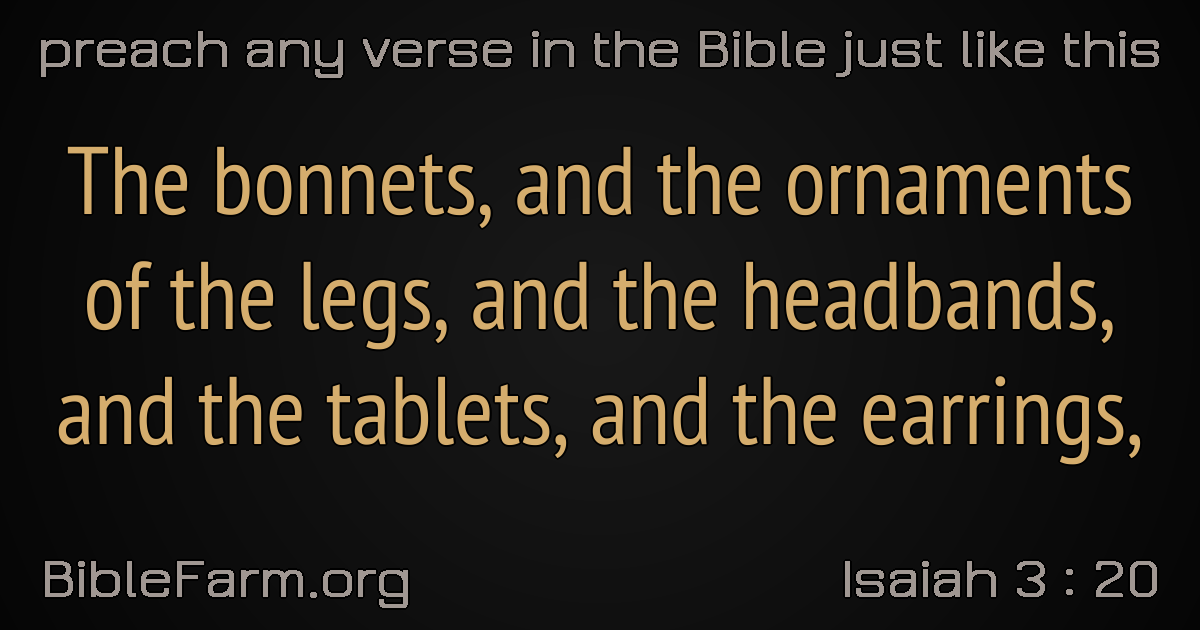 preach any verse in the Bible just like this
The bonnets, and the ornaments
of the legs, and the headbands,
and the tablets, and the earrings,
BibleFarm.org
Isaiah 3 : 20